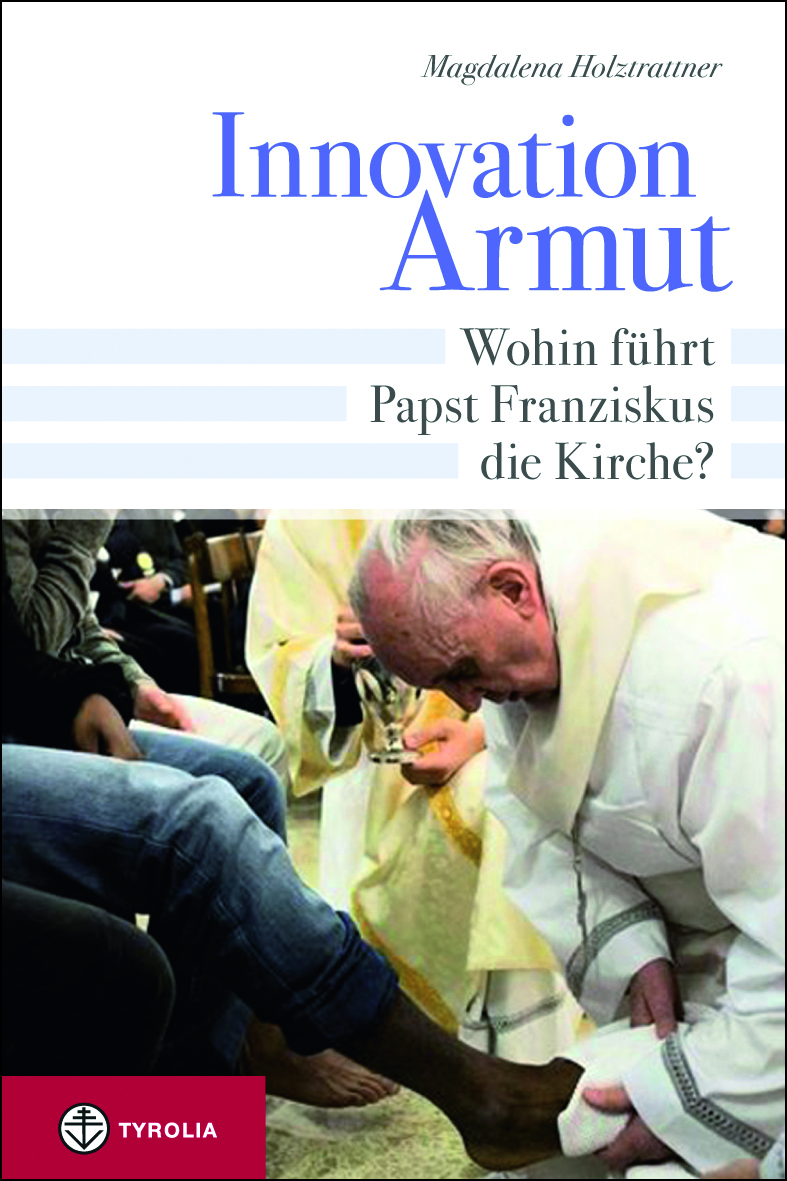 Magdalena Holztrattner
Innovation
Armut
Wohin führt
Papst Franziskus
die Kirche?
TYROLIA